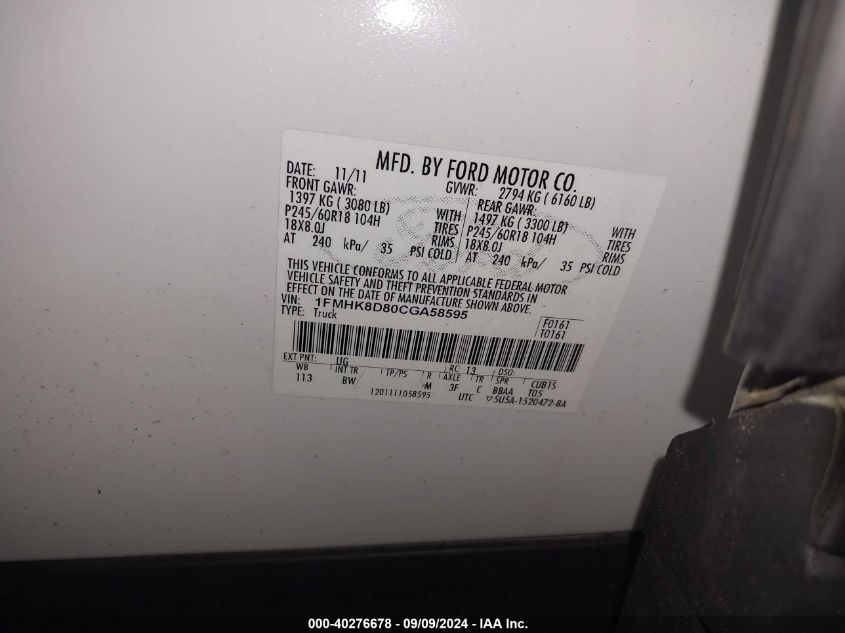 MFD. BY FORD MOTOR CO.
DATE: 11/11 GVWR: 2794 KG ( 6160 LB)
FRONT GAWR: REAR GAWR:
1397 KG ( 3080 LB) WITH 1497 KG ( 3300 LB) WITH
P245/60R18 104H TIRES P245/60R18 104H TIRES
18X8.0J RIMS 18X8.0J RIMS
AT 240 kPa/ 35 PSI COLD AT 240 kPa/ 35 PSI COLD
THIS VEHICLE CONFORMS TO ALL APPLICABLE FEDERAL MOTOR
VEHICLE SAFETY AND THEFT PREVENTION STANDARDS IN
EFFECT ON THE DATE OF MANUFACTURE SHOWN ABOVE.
VIN: 1FMHK8D80CGA58595 F0161
TYPE: Truck T0161
EXT PNT: UG RC: 13 DSO:
WB INT TR TP/PS R AXLE TR SPR CUB15
113 BW M 3F C BBAA T05
1201111058595 UTC ▽5U5A-1520472-BA
000-40276678 - 09/09/2024 - IAA Inc.